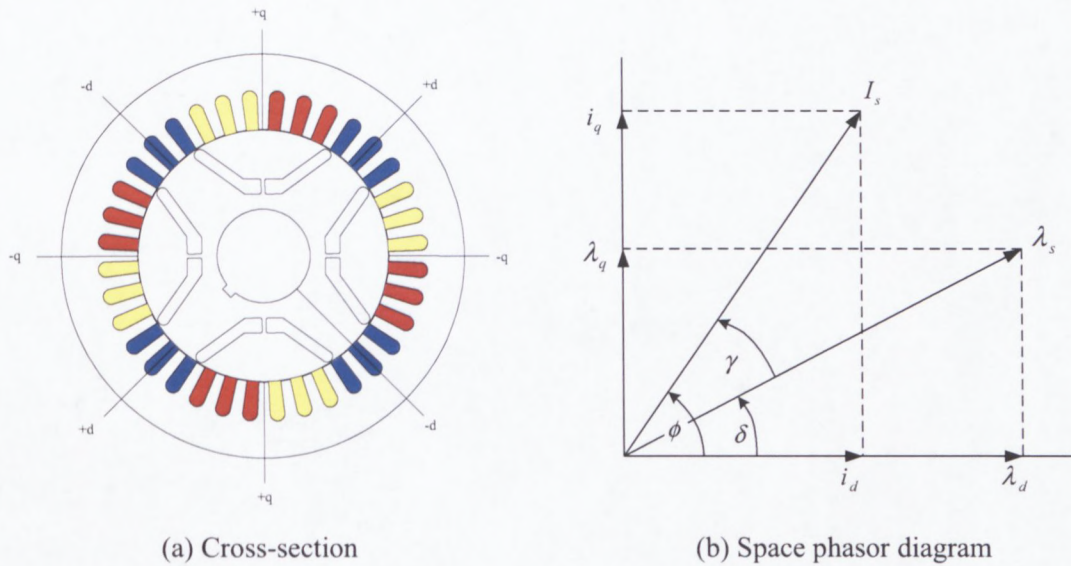 +q
-d
+d
-q
-q
+d
-d
+q
(a) Cross-section
I_s
i_q
λ_q
λ_s
γ
ϕ
δ
i_d
λ_d
(b) Space phasor diagram